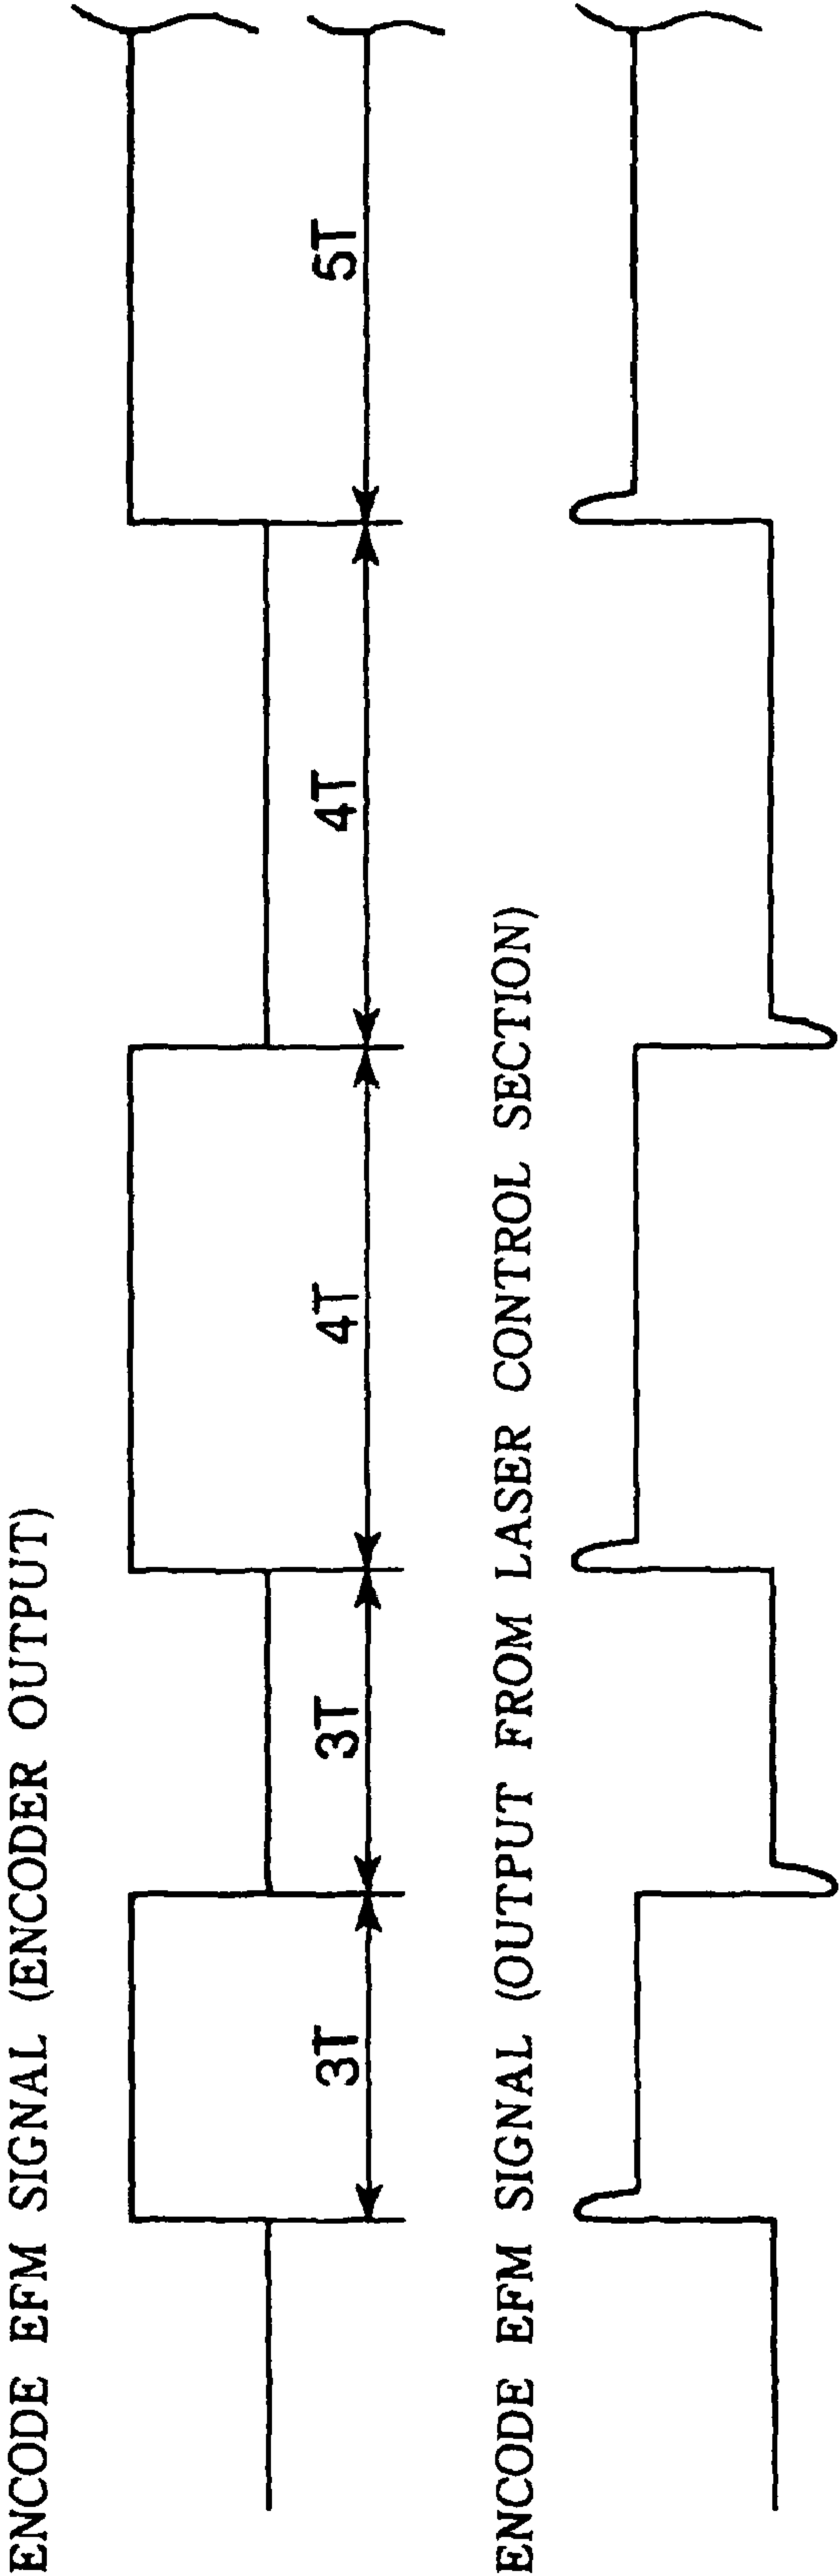 ENCODE EFM SIGNAL (ENCODER OUTPUT)
3T 3T 4T 4T 5T
ENCODE EFM SIGNAL (OUTPUT FROM LASER CONTROL SECTION)